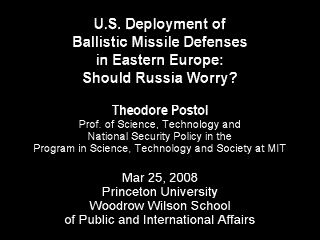 U.S. Deployment of
Ballistic Missile Defenses
in Eastern Europe:
Should Russia Worry?
Theodore Postol
Prof. of Science, Technology and
National Security Policy in the
Program in Science, Technology and Society at MIT
Mar 25, 2008
Princeton University
Woodrow Wilson School
of Public and International Affairs